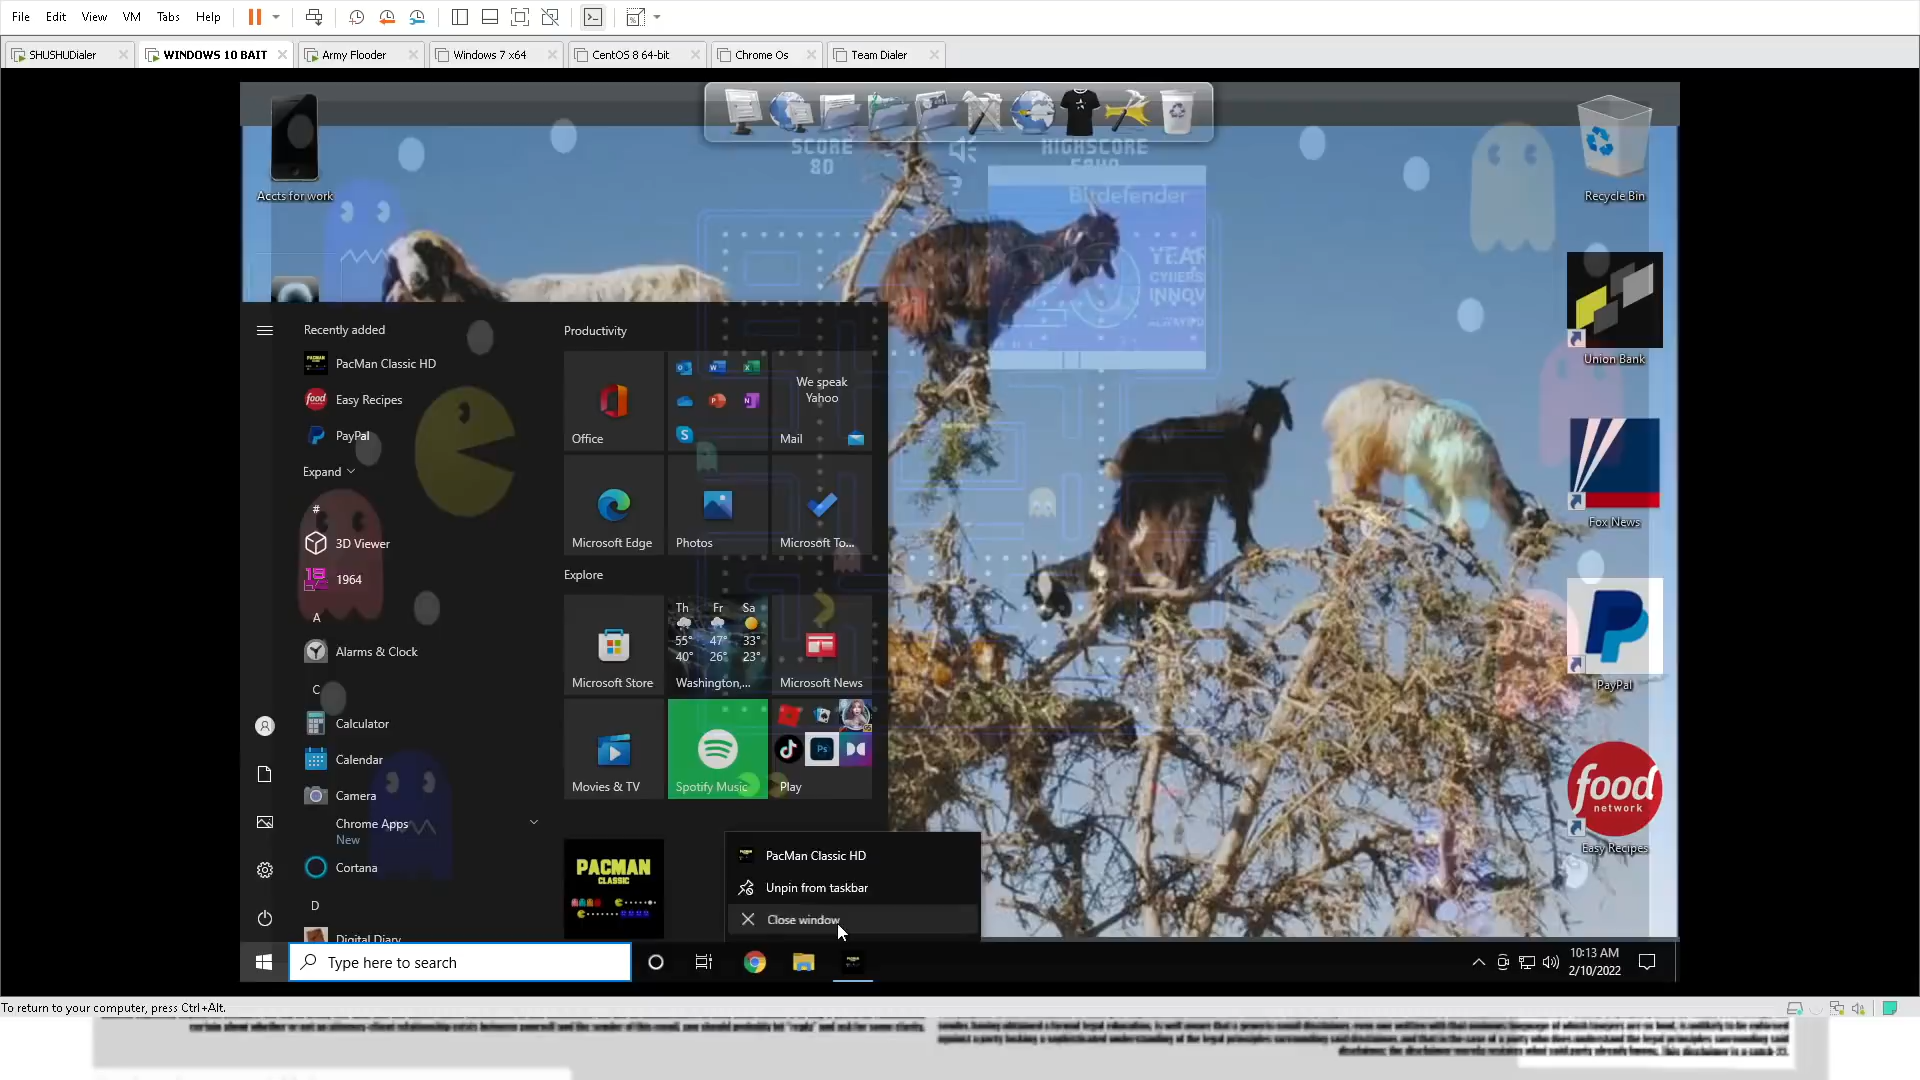 File Edit View VM Tabs Help
SHUSHUDialer
WINDOWS 10 BAIT
Army Flooder
Windows 7 x64
CentOS 8 64-bit
Chrome Os
Team Dialer
Accts for work
SCORE
80
HIGHSCORE
Bitdefender
Recycle Bin
Union Bank
Fox News
PayPal
food
network
Easy Recipes
Recently added
PacMan Classic HD
food
Easy Recipes
PayPal
Expand
#
3D Viewer
1964
A
Alarms & Clock
C
Calculator
Calendar
Camera
Chrome Apps
New
Cortana
D
Digital Diary
Productivity
Office
We speak
Yahoo
Mail
Microsoft Edge
Photos
Microsoft To...
Explore
Microsoft Store
Th Fr Sa
55° 47° 33°
40° 26° 23°
Washington,...
Microsoft News
Movies & TV
Spotify Music
Ps
Play
PACMAN
CLASSIC
PacMan Classic HD
Unpin from taskbar
Close window
Type here to search
10:13 AM
2/10/2022
To return to your computer, press Ctrl+Alt.